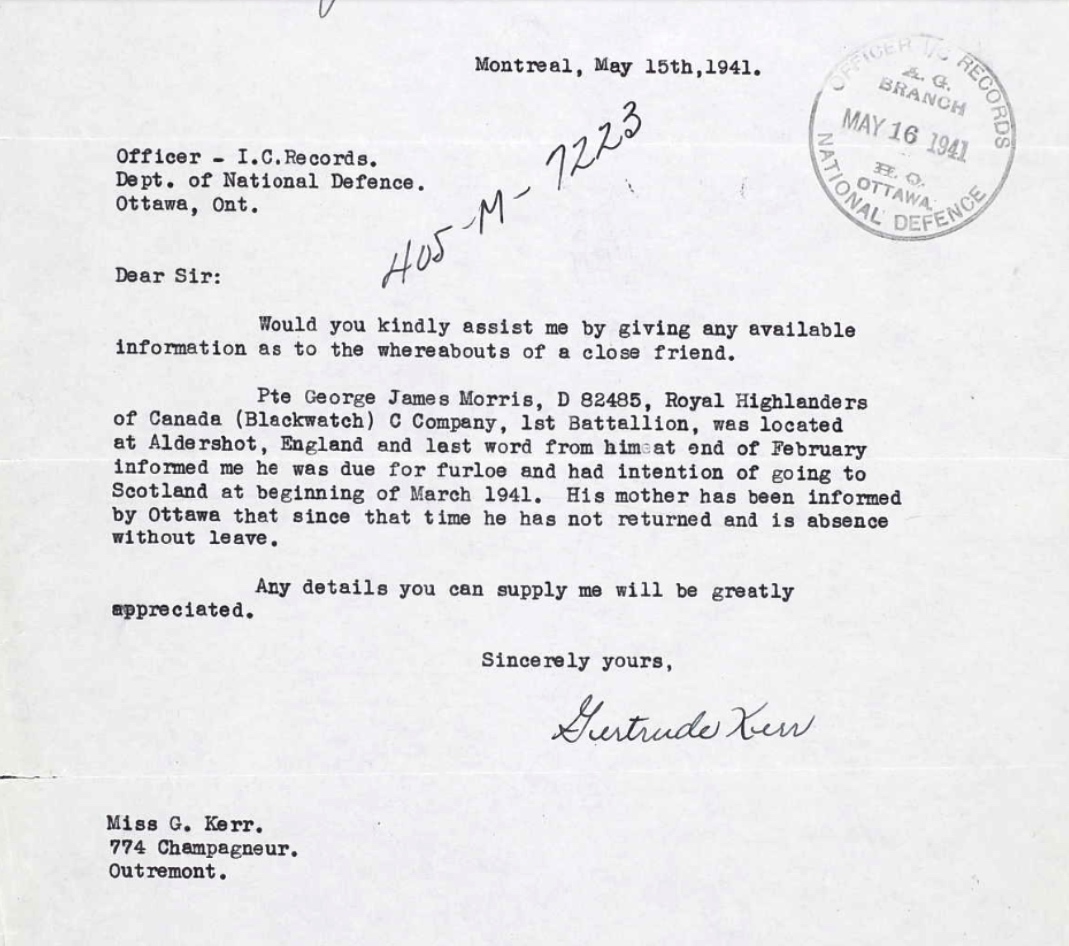 Montreal, May 15th,1941.
OFFICER I/C RECORDS
A. G.
BRANCH
MAY 16 1941
H. Q.
OTTAWA.
NATIONAL DEFENCE
405-M-7223
Officer - I.C.Records.
Dept. of National Defence.
Ottawa, Ont.
Dear Sir:
Would you kindly assist me by giving any available
information as to the whereabouts of a close friend.
Pte George James Morris, D 82485, Royal Highlanders
of Canada (Blackwatch) C Company, 1st Battallion, was located
at Aldershot, England and last word from him at end of February
informed me he was due for furloe and had intention of going to
Scotland at beginning of March 1941. His mother has been informed
by Ottawa that since that time he has not returned and is absence
without leave.
Any details you can supply me will be greatly
appreciated.
Sincerely yours,
Gertrude Kerr
Miss G. Kerr.
774 Champagneur.
Outremont.